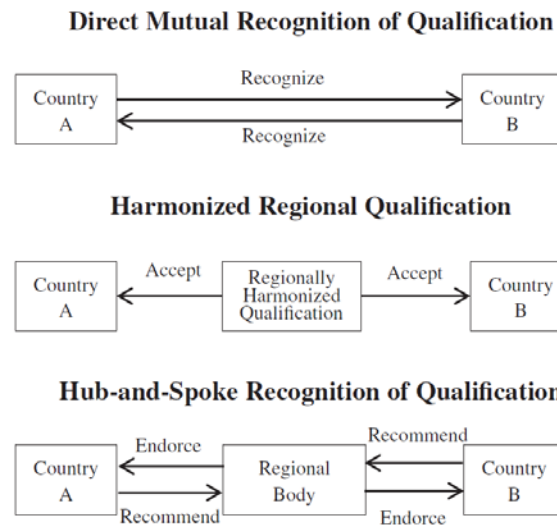 Direct Mutual Recognition of Qualification
Recognize
Country
A
Country
B
Recognize
Harmonized Regional Qualification
Accept
Accept
Country
A
Regionally
Harmonized
Qualification
Country
B
Hub-and-Spoke Recognition of Qualification
Endorce
Recommend
Country
A
Regional
Body
Country
B
Recommend
Endorce